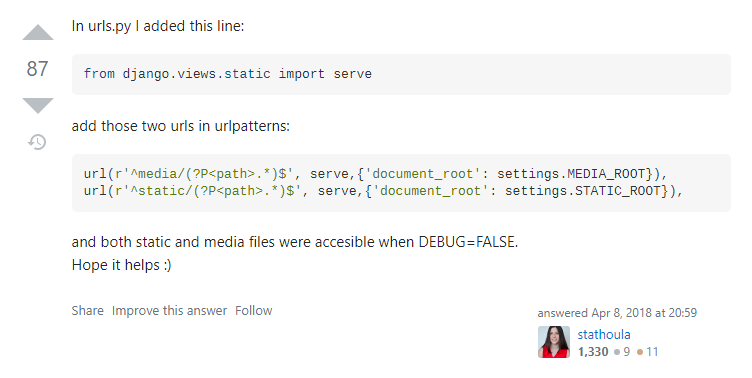 In urls.py I added this line:
87
from django.views.static import serve
add those two urls in urlpatterns:
url(r'^media/(?P<path>.*)$', serve,{'document_root': settings.MEDIA_ROOT}),
url(r'^static/(?P<path>.*)$', serve,{'document_root': settings.STATIC_ROOT}),
and both static and media files were accesible when DEBUG=FALSE.
Hope it helps :)
Share Improve this answer Follow
answered Apr 8, 2018 at 20:59
stathoula
1,330 9 11